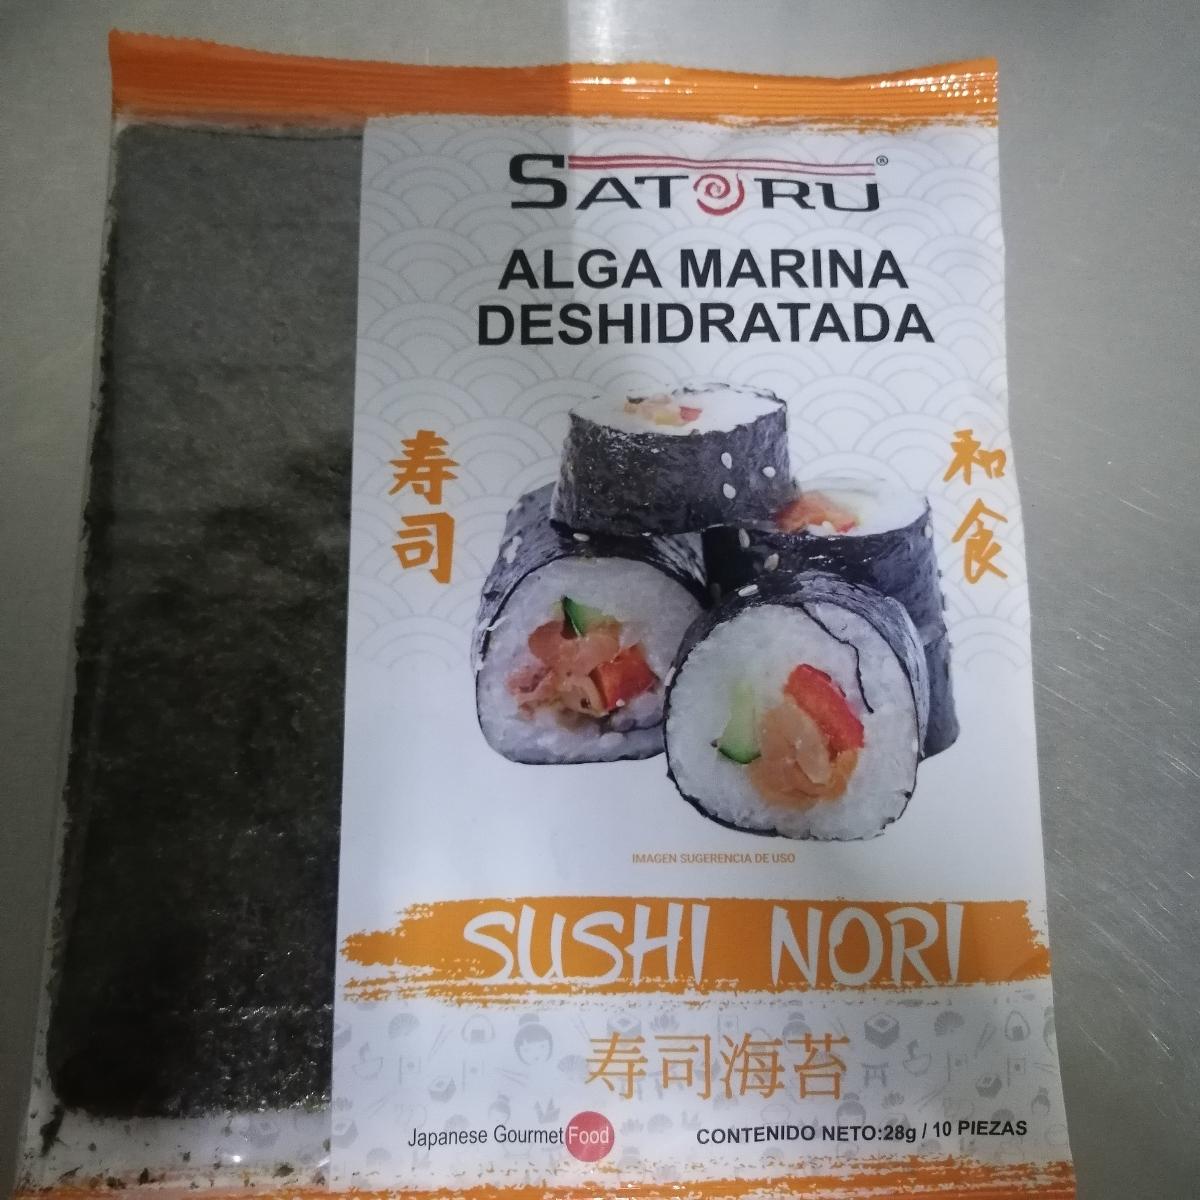 SATORU®
ALGA MARINA
DESHIDRATADA
寿司
和食
IMAGEN SUGERENCIA DE USO
SUSHI NORI
寿司海苔
Japanese Gourmet Food
CONTENIDO NETO:28g / 10 PIEZAS